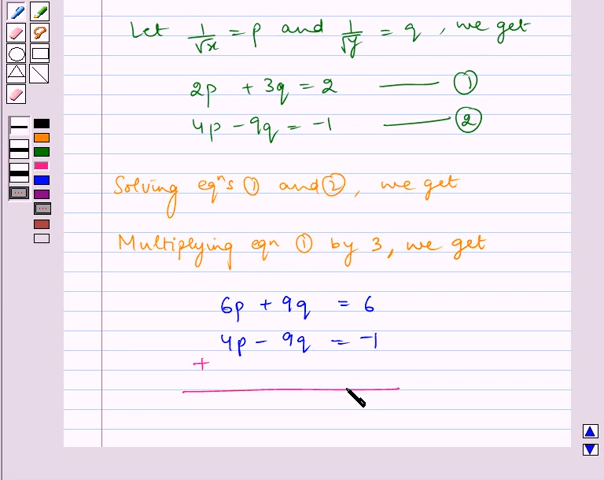 Let 1/√x = p and 1/√y = q, we get
2p + 3q = 2 —— ①
4p - 9q = -1 —— ②
Solving eqⁿs ① and ②, we get
Multiplying eqn ① by 3, we get
6p + 9q = 6
4p - 9q = -1
+